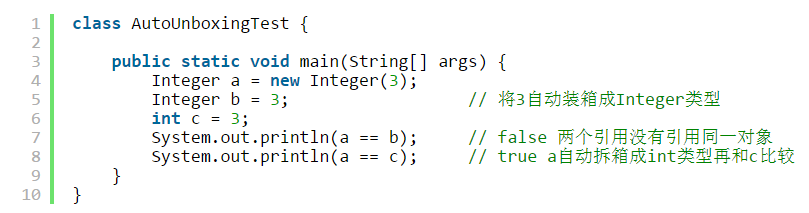 1 class AutoUnboxingTest {
2
3     public static void main(String[] args) {
4         Integer a = new Integer(3);
5         Integer b = 3;                  // 将3自动装箱成Integer类型
6         int c = 3;
7         System.out.println(a == b);     // false 两个引用没有引用同一对象
8         System.out.println(a == c);     // true a自动拆箱成int类型再和c比较
9     }
10 }